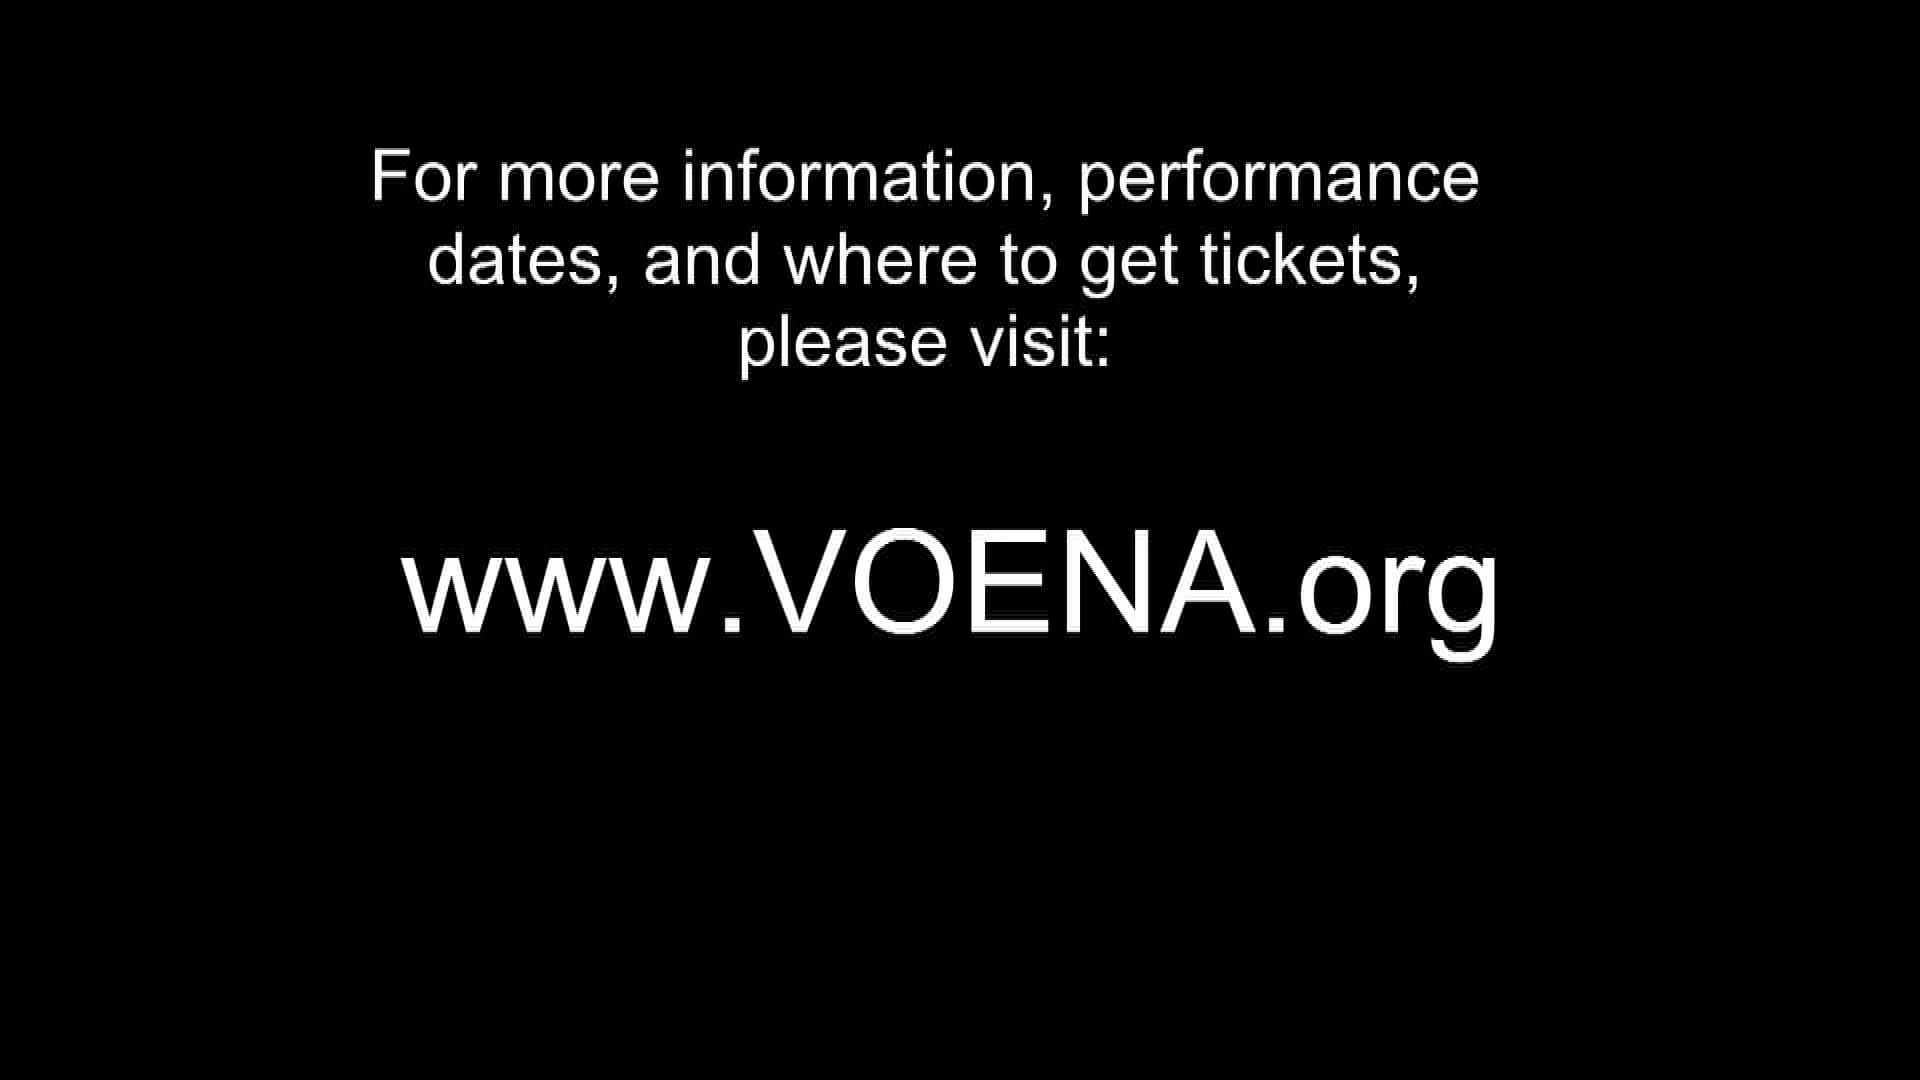 For more information, performance
dates, and where to get tickets,
please visit:
www.VOENA.org